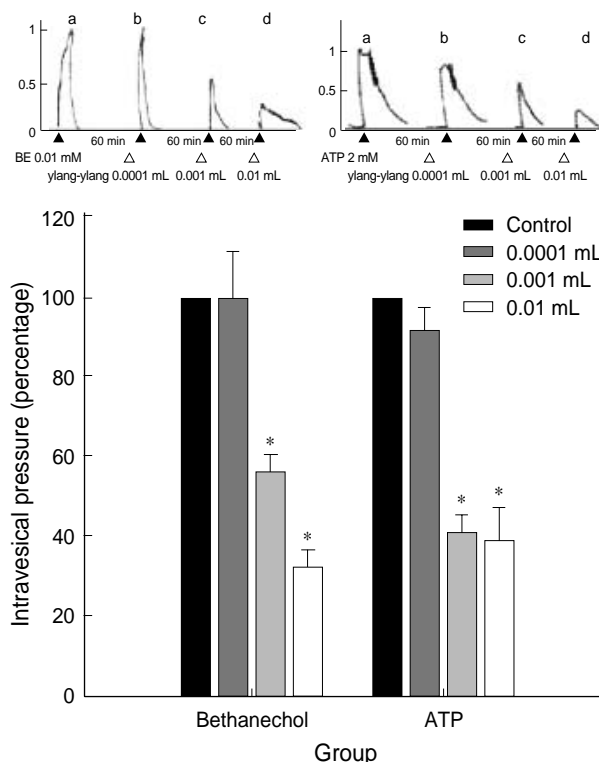 a b c d
1
0.5
0
60 min 60 min 60 min
BE 0.01 mM
ylang-ylang 0.0001 mL 0.001 mL 0.01 mL
a b c d
1
0.5
0
60 min 60 min 60 min
ATP 2 mM
ylang-ylang 0.0001 mL 0.001 mL 0.01 mL
Intravesical pressure (percentage)
120
100
80
60
40
20
0
Control
0.0001 mL
0.001 mL
0.01 mL
* * * *
Bethanechol ATP
Group